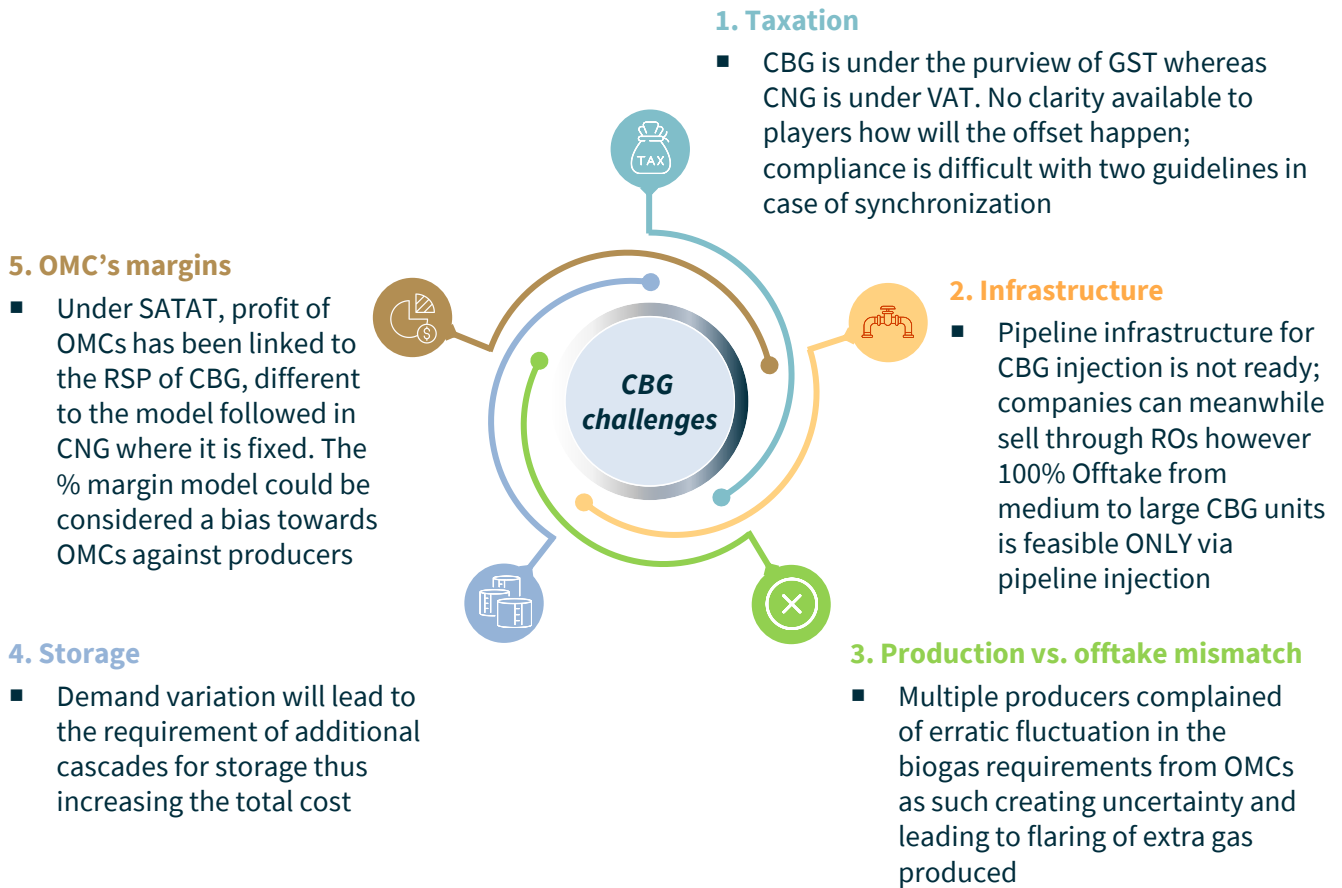 1. Taxation
■ CBG is under the purview of GST whereas
CNG is under VAT. No clarity available to
players how will the offset happen;
compliance is difficult with two guidelines in
case of synchronization
TAX
5. OMC’s margins
■ Under SATAT, profit of
OMCs has been linked to
the RSP of CBG, different
to the model followed in
CNG where it is fixed. The
% margin model could be
considered a bias towards
OMCs against producers
$
CBG
challenges
2. Infrastructure
■ Pipeline infrastructure for
CBG injection is not ready;
companies can meanwhile
sell through ROs however
100% Offtake from
medium to large CBG units
is feasible ONLY via
pipeline injection
4. Storage
■ Demand variation will lead to
the requirement of additional
cascades for storage thus
increasing the total cost
3. Production vs. offtake mismatch
■ Multiple producers complained
of erratic fluctuation in the
biogas requirements from OMCs
as such creating uncertainty and
leading to flaring of extra gas
produced